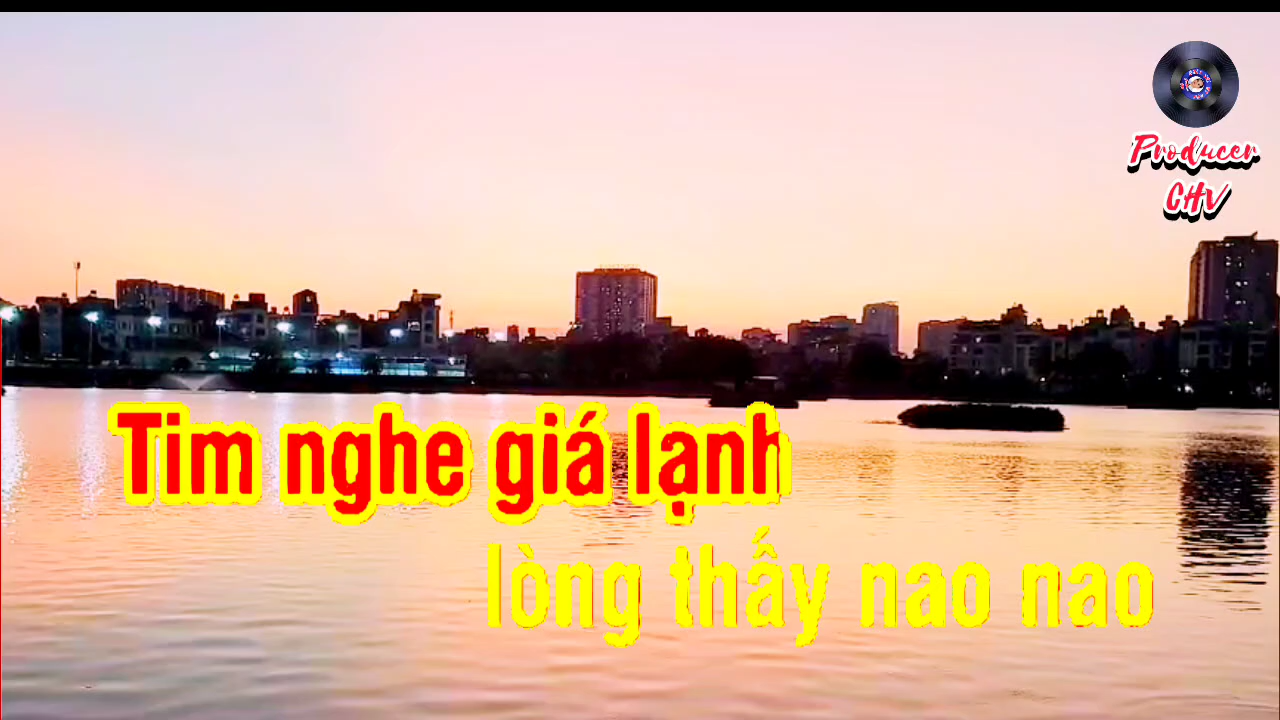 Producer
CHV
Tim nghe giá lạnh
lòng thấy nao nao